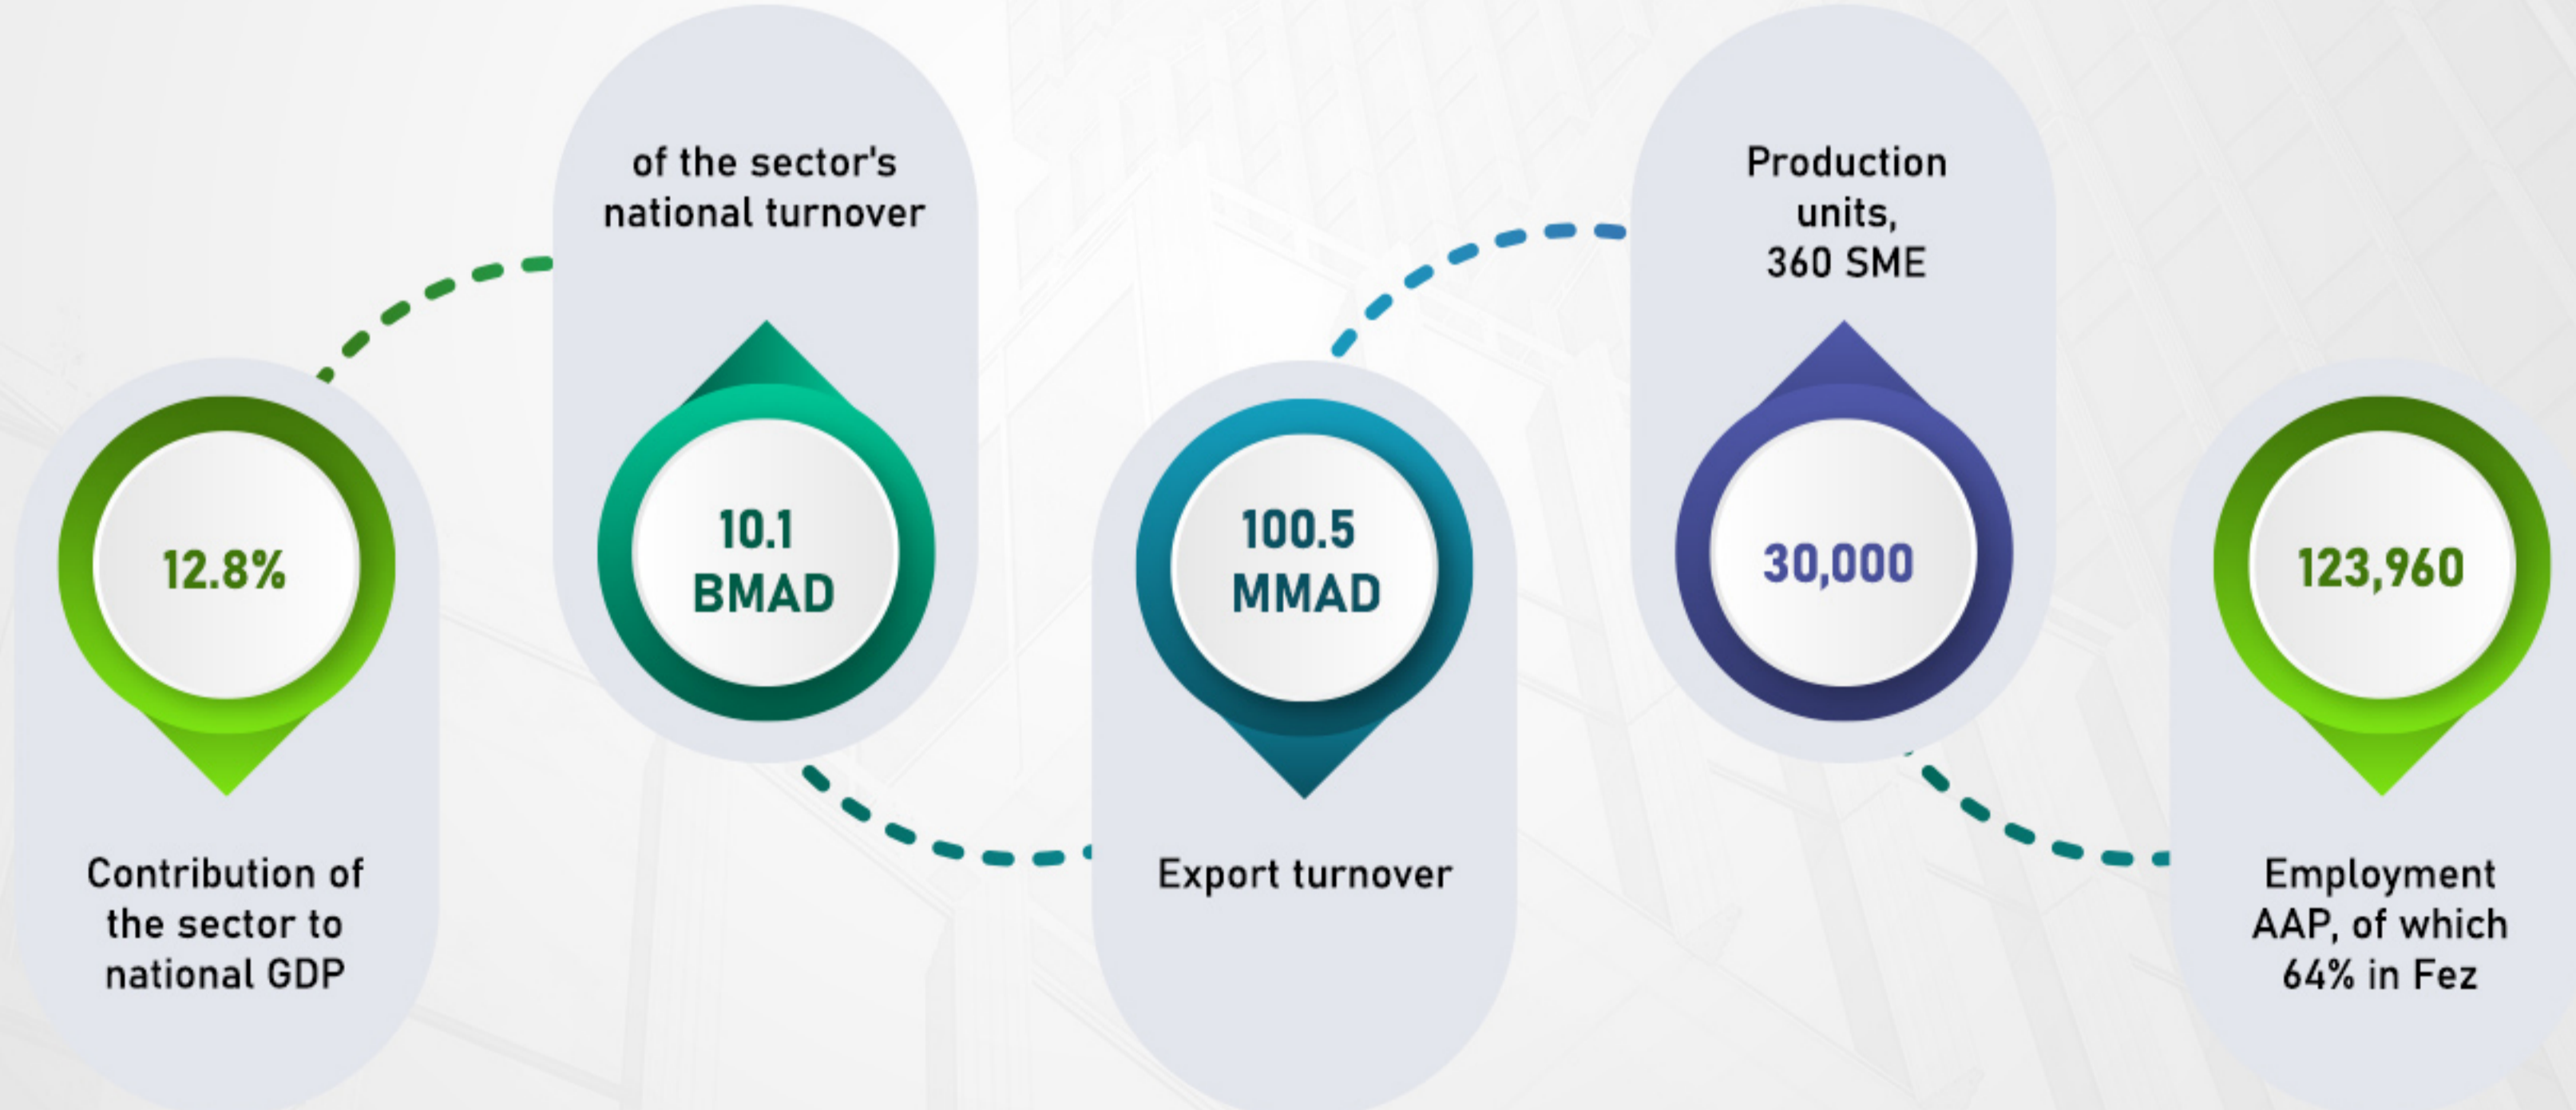 12.8%
Contribution of
the sector to
national GDP
of the sector's
national turnover
10.1
BMAD
100.5
MMAD
Export turnover
Production
units,
360 SME
30,000
123,960
Employment
AAP, of which
64% in Fez